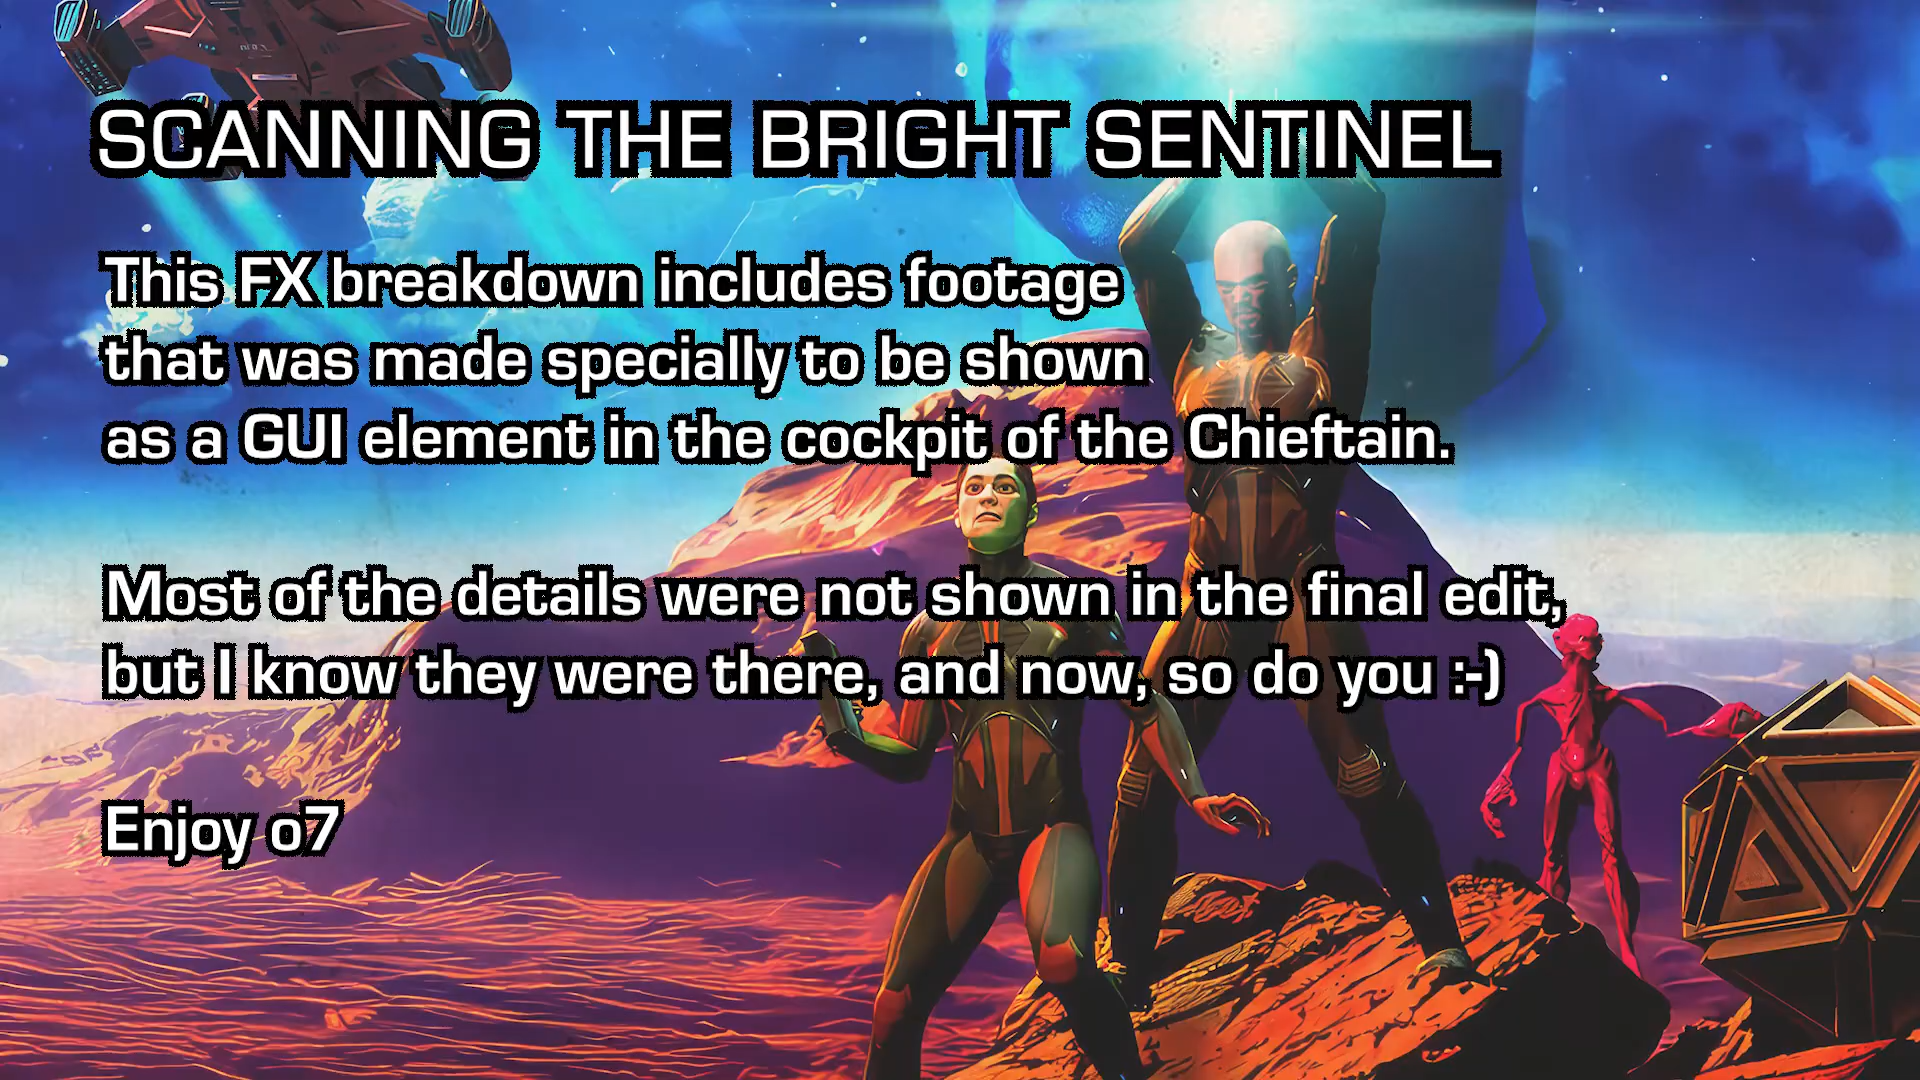 SCANNING THE BRIGHT SENTINEL
This FX breakdown includes footage
that was made specially to be shown
as a GUI element in the cockpit of the Chieftain.
Most of the details were not shown in the final edit,
but I know they were there, and now, so do you :-)
Enjoy o7